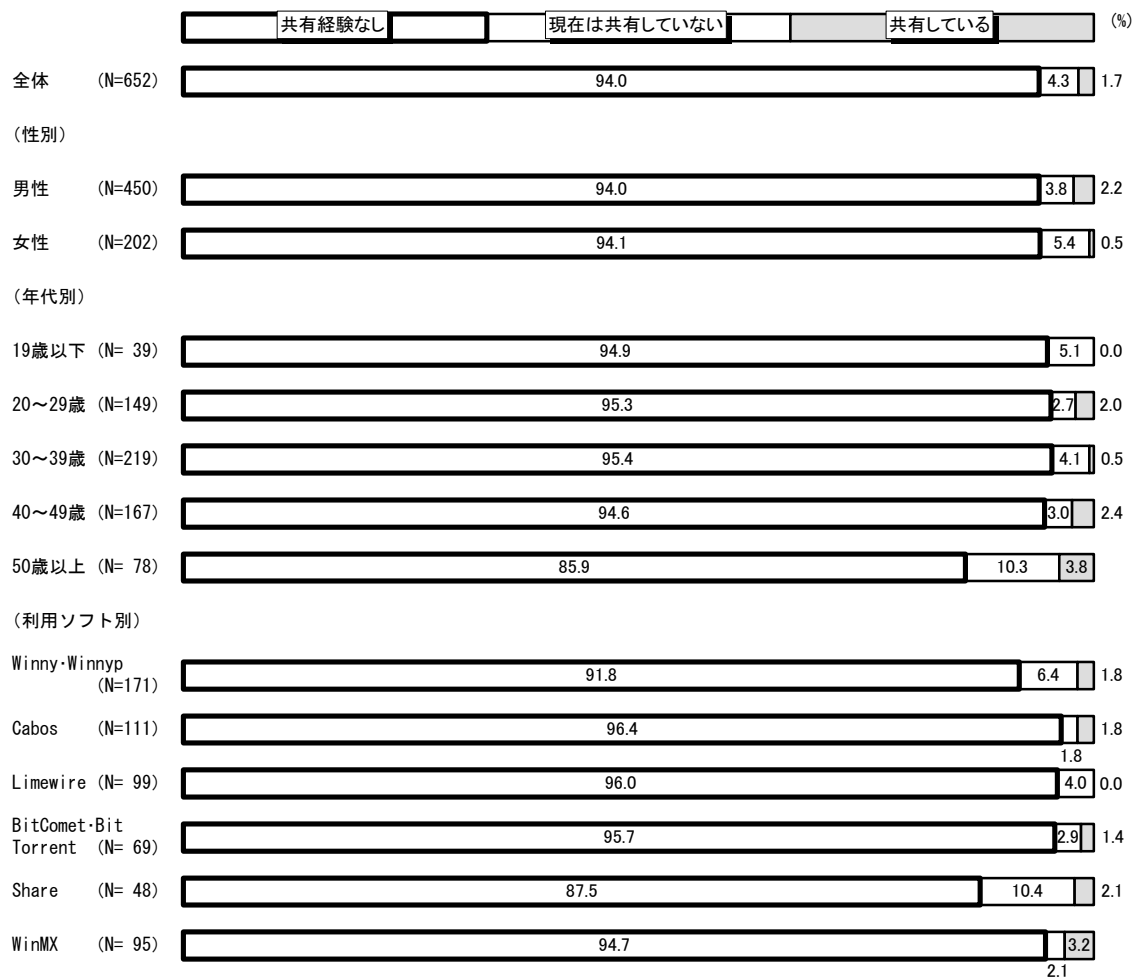 共有経験なし 現在は共有していない 共有している (%)
全体 (N=652) 94.0 4.3 1.7
(性別)
男性 (N=450) 94.0 3.8 2.2
女性 (N=202) 94.1 5.4 0.5
(年代別)
19歳以下 (N= 39) 94.9 5.1 0.0
20～29歳 (N=149) 95.3 2.7 2.0
30～39歳 (N=219) 95.4 4.1 0.5
40～49歳 (N=167) 94.6 3.0 2.4
50歳以上 (N= 78) 85.9 10.3 3.8
(利用ソフト別)
Winny･Winnyp
(N=171) 91.8 6.4 1.8
Cabos (N=111) 96.4 1.8
1.8
Limewire (N= 99) 96.0 4.0 0.0
BitComet･Bit
Torrent (N= 69) 95.7 2.9 1.4
Share (N= 48) 87.5 10.4 2.1
WinMX (N= 95) 94.7 3.2
2.1